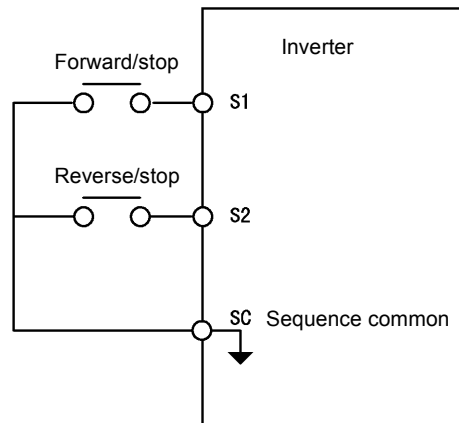 Inverter
Forward/stop
S1
Reverse/stop
S2
SC Sequence common